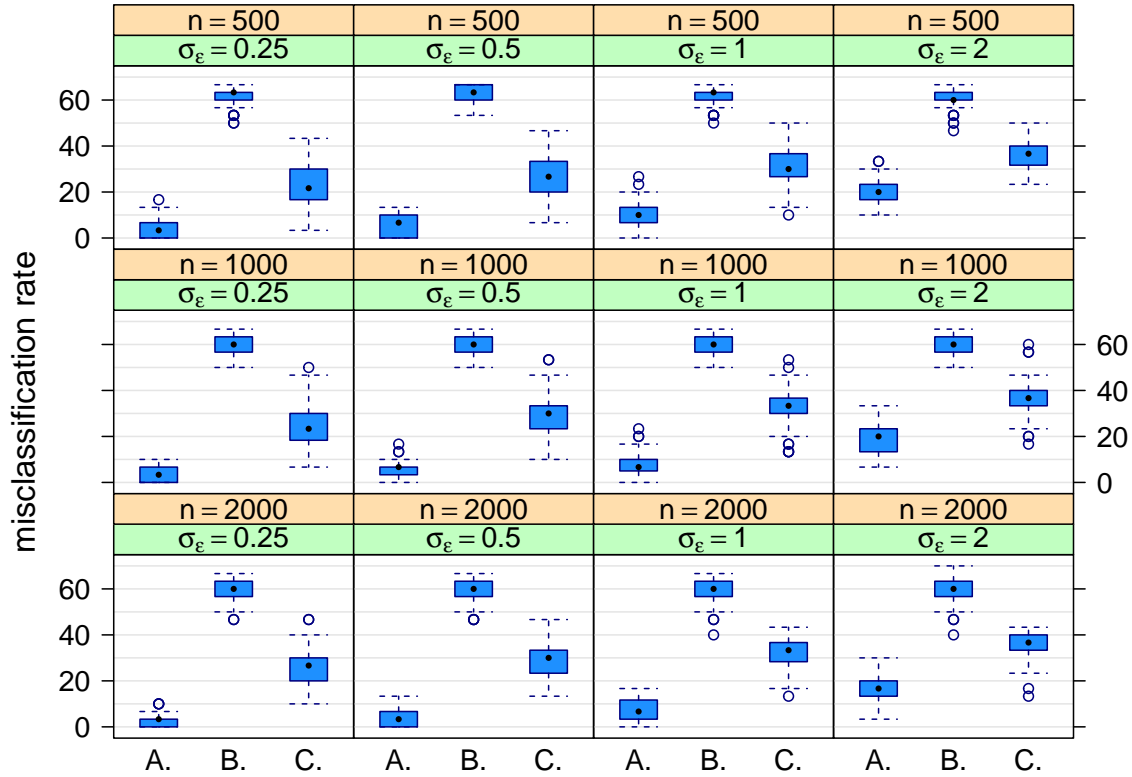 n = 500 n = 500 n = 500 n = 500
σε = 0.25 σε = 0.5 σε = 1 σε = 2
60
40
20
0
n = 1000 n = 1000 n = 1000 n = 1000
σε = 0.25 σε = 0.5 σε = 1 σε = 2
60
40
20
0
misclassification rate
n = 2000 n = 2000 n = 2000 n = 2000
σε = 0.25 σε = 0.5 σε = 1 σε = 2
60
40
20
0
A. B. C. A. B. C. A. B. C. A. B. C.